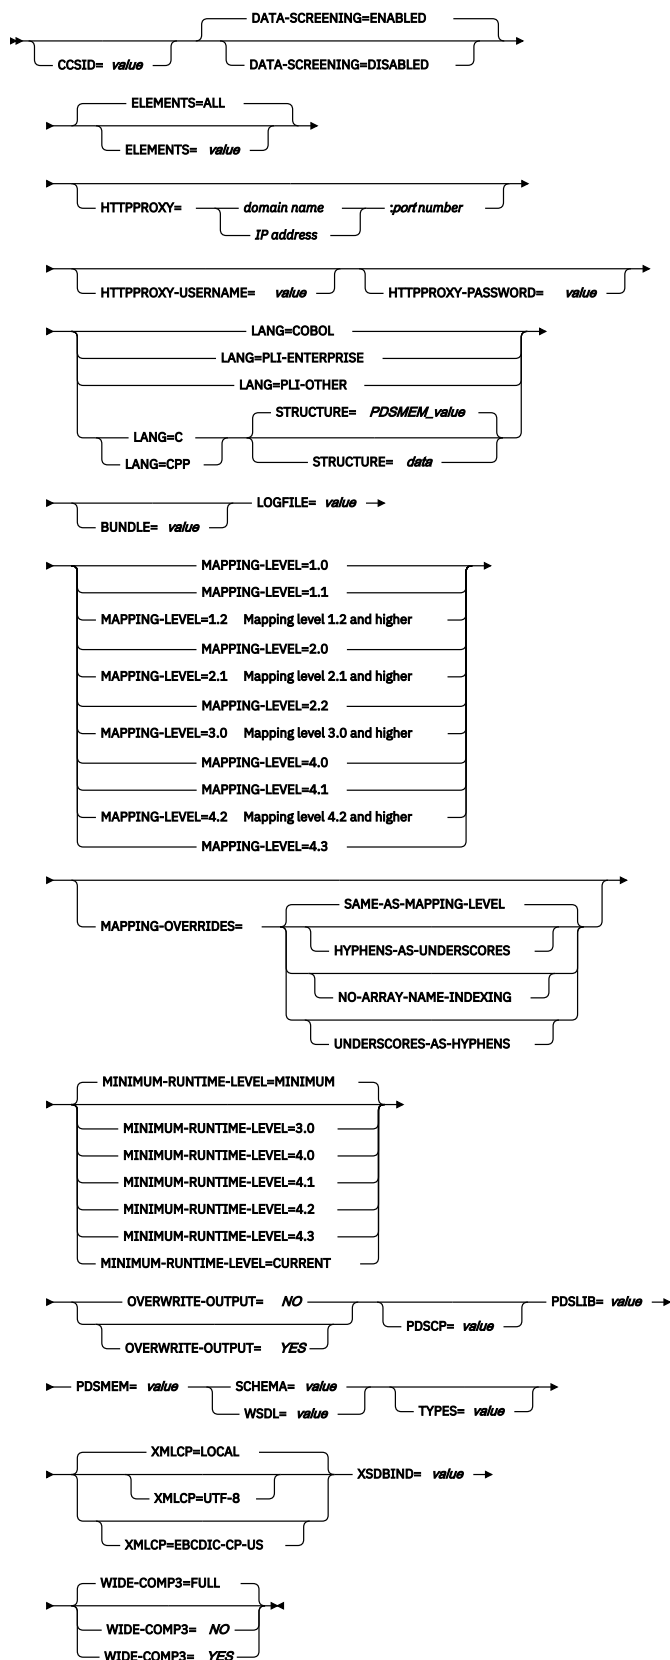 DATA-SCREENING=ENABLED
CCSID= value
DATA-SCREENING=DISABLED
ELEMENTS=ALL
ELEMENTS= value
HTTPPROXY= domain name :port number
IP address
HTTPPROXY-USERNAME= value HTTPPROXY-PASSWORD= value
LANG=COBOL
LANG=PLI-ENTERPRISE
LANG=PLI-OTHER
STRUCTURE= PDSMEM_value
LANG=C
LANG=CPP STRUCTURE= data
LOGFILE= value
BUNDLE= value
MAPPING-LEVEL=1.0
MAPPING-LEVEL=1.1
MAPPING-LEVEL=1.2 Mapping level 1.2 and higher
MAPPING-LEVEL=2.0
MAPPING-LEVEL=2.1 Mapping level 2.1 and higher
MAPPING-LEVEL=2.2
MAPPING-LEVEL=3.0 Mapping level 3.0 and higher
MAPPING-LEVEL=4.0
MAPPING-LEVEL=4.1
MAPPING-LEVEL=4.2 Mapping level 4.2 and higher
MAPPING-LEVEL=4.3
SAME-AS-MAPPING-LEVEL
MAPPING-OVERRIDES=
HYPHENS-AS-UNDERSCORES
NO-ARRAY-NAME-INDEXING
UNDERSCORES-AS-HYPHENS
MINIMUM-RUNTIME-LEVEL=MINIMUM
MINIMUM-RUNTIME-LEVEL=3.0
MINIMUM-RUNTIME-LEVEL=4.0
MINIMUM-RUNTIME-LEVEL=4.1
MINIMUM-RUNTIME-LEVEL=4.2
MINIMUM-RUNTIME-LEVEL=4.3
MINIMUM-RUNTIME-LEVEL=CURRENT
OVERWRITE-OUTPUT= NO PDSLIB= value
PDSCP= value
OVERWRITE-OUTPUT= YES
PDSMEM= value SCHEMA= value
WSDL= value TYPES= value
XMLCP=LOCAL
XSDBIND= value
XMLCP=UTF-8
XMLCP=EBCDIC-CP-US
WIDE-COMP3=FULL
WIDE-COMP3= NO
WIDE-COMP3= YES